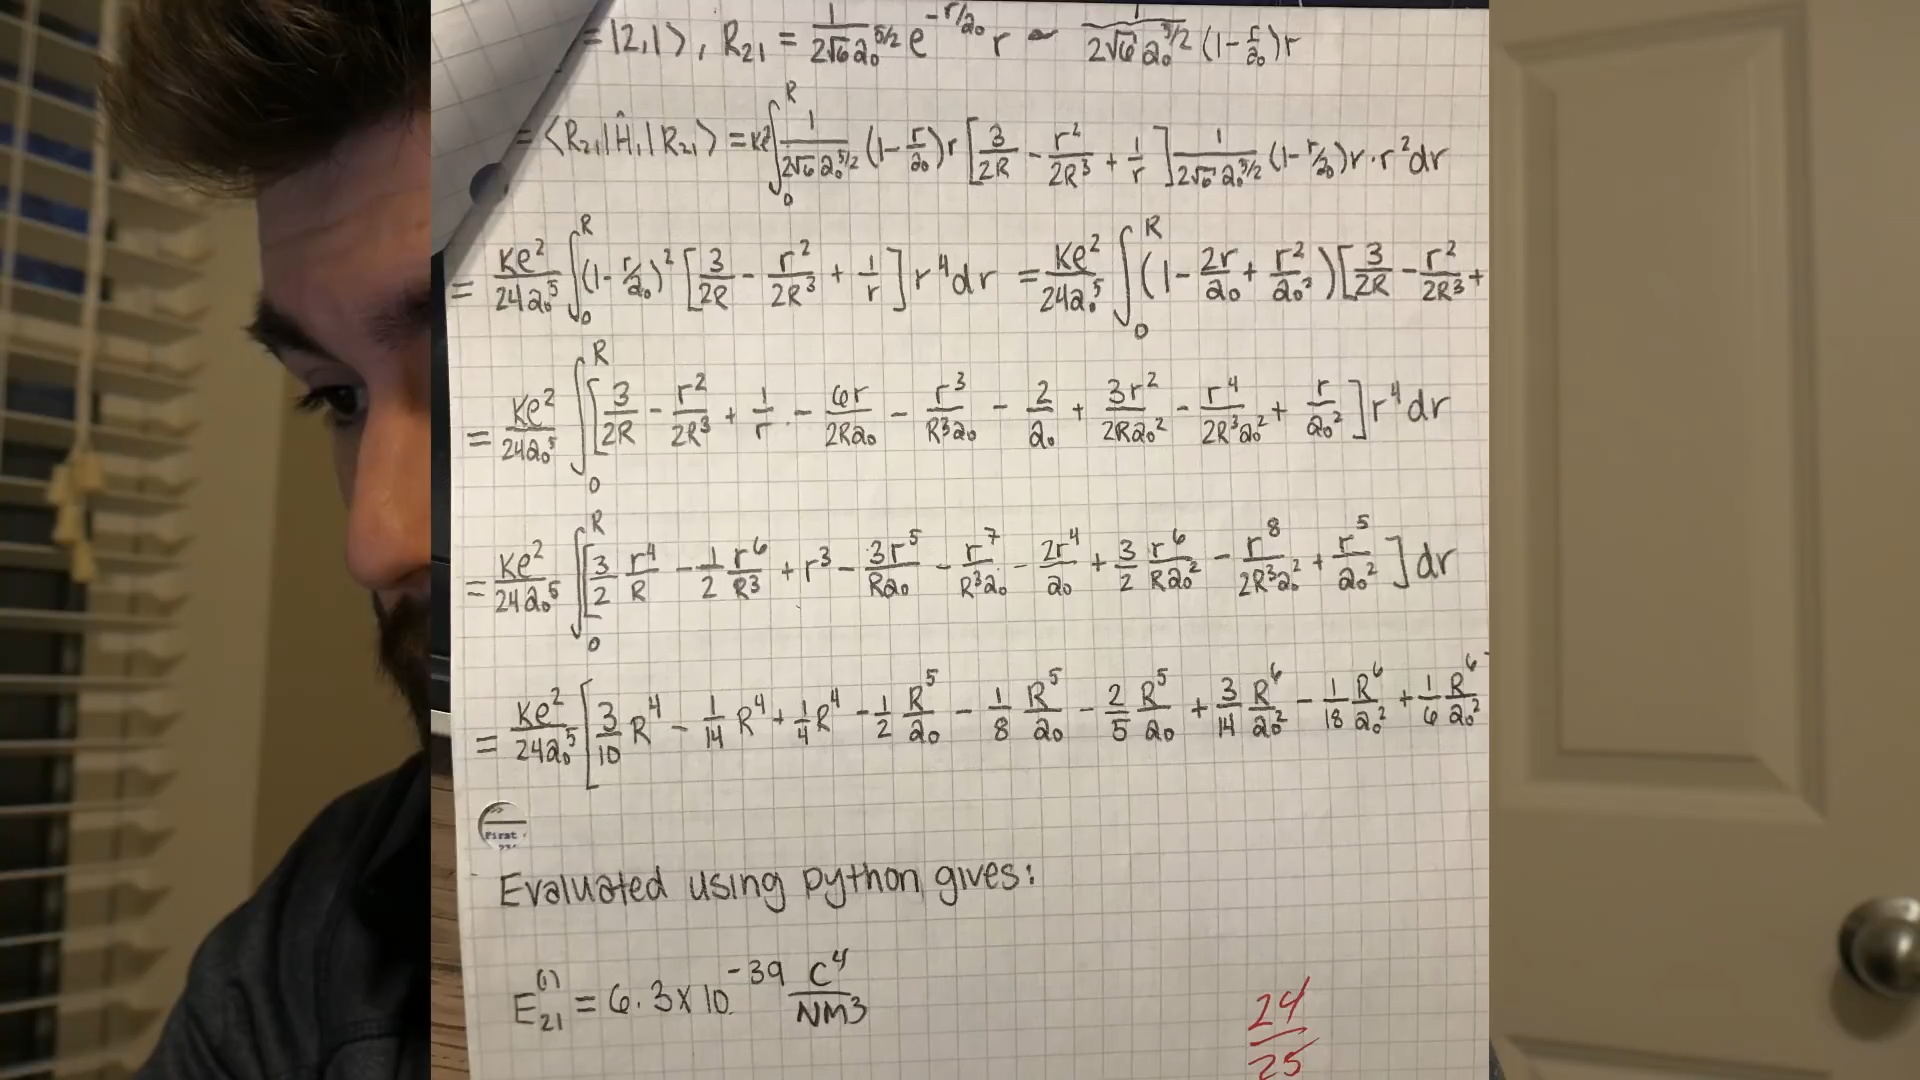 = |2,1⟩, R₂₁ = 1/(2√6 a₀^(5/2)) e^(-r/a₀) r ~ 1/(2√6 a₀^(5/2)) (1 - r/a₀) r
= ⟨R₂₁|Ĥ₁|R₂₁⟩ = ke² ∫₀^R 1/(2√6 a₀^(5/2)) (1 - r/a₀) r [3/(2R) - r²/(2R³) + 1/r] 1/(2√6 a₀^(5/2)) (1 - r/a₀) r · r² dr
= ke²/(24a₀⁵) ∫₀^R (1 - r/a₀)² [3/(2R) - r²/(2R³) + 1/r] r⁴ dr = ke²/(24a₀⁵) ∫₀^R (1 - 2r/a₀ + r²/a₀²) [3/(2R) - r²/(2R³) +
= ke²/(24a₀⁵) ∫₀^R [3/(2R) - r²/(2R³) + 1/r - 6r/(2Ra₀) - r³/(R³a₀) - 2/a₀ + 3r²/(2Ra₀²) - r⁴/(2R³a₀²) + r/a₀²] r⁴ dr
= ke²/(24a₀⁵) ∫₀^R [3/2 r⁴/R - 1/2 r⁶/R³ + r³ - 3r⁵/(Ra₀) - r⁷/(R³a₀) - 2r⁴/a₀ + 3/2 r⁶/(Ra₀²) - r⁸/(2R³a₀²) + r⁵/a₀²] dr
= ke²/(24a₀⁵) [3/10 R⁴ - 1/14 R⁴ + 1/4 R⁴ - 1/2 R⁵/a₀ - 1/8 R⁵/a₀ - 2/5 R⁵/a₀ + 3/14 R⁶/a₀² - 1/18 R⁶/a₀² + 1/6 R⁶/a₀²
First
Evaluated using python gives:
E₂₁^(1) = 6.3 × 10^(-39) C⁴/(NM³)
24/25